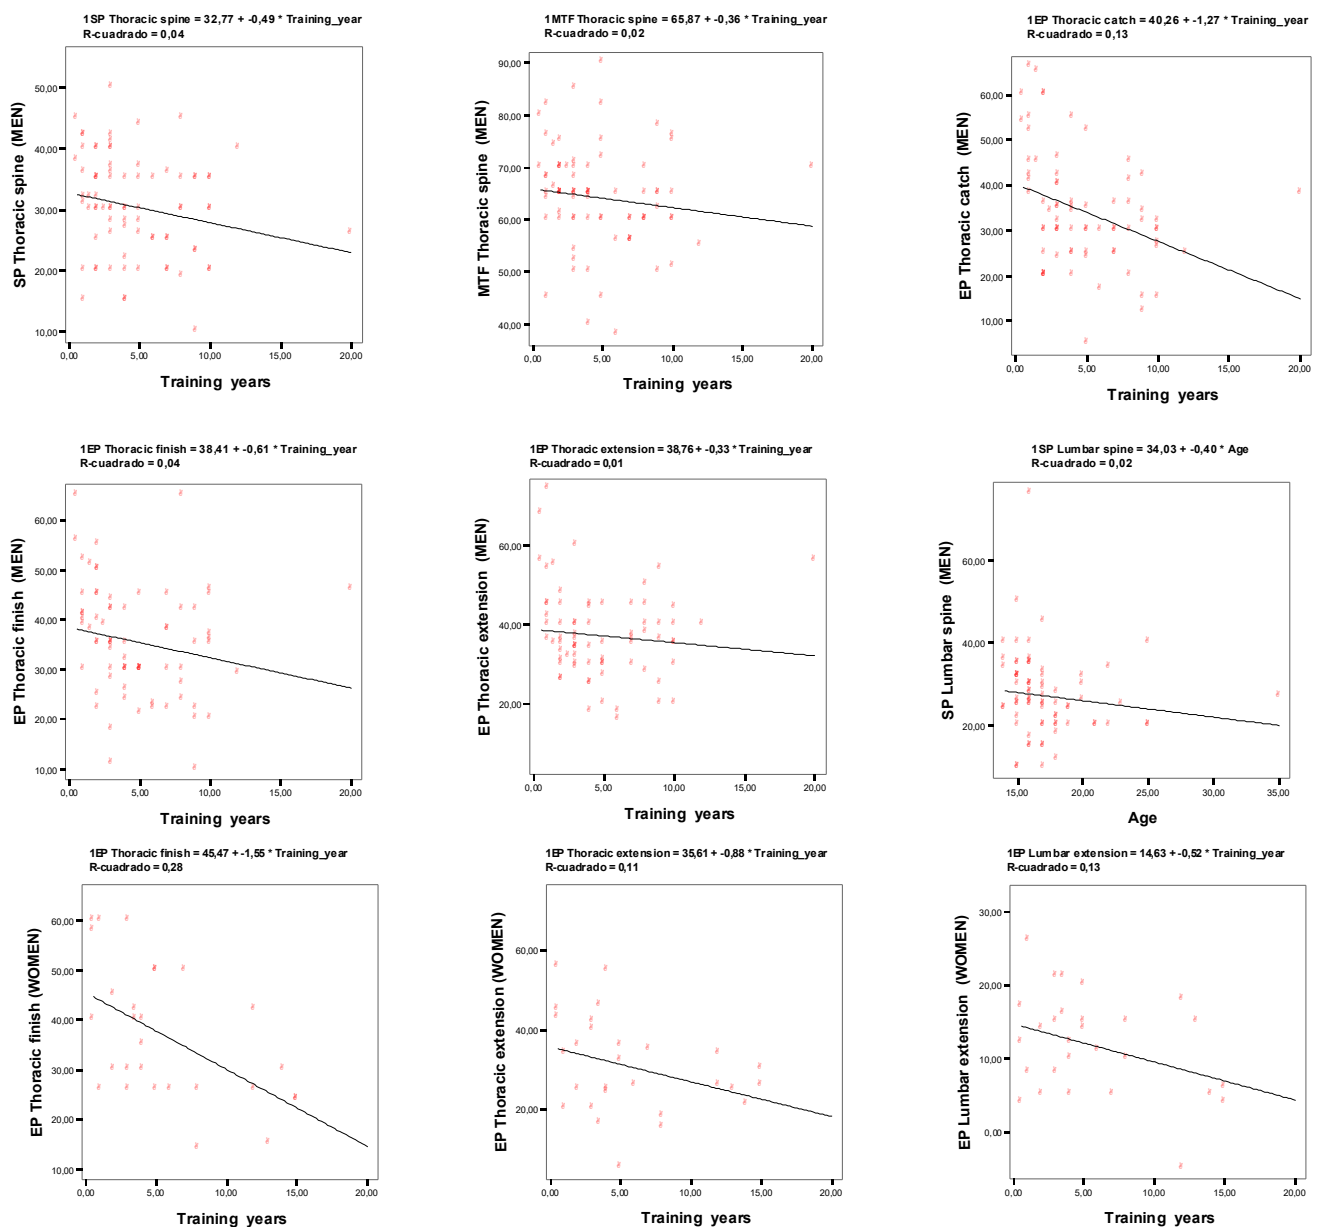 1SP Thoracic spine = 32,77 + -0,49 * Training_year
R-cuadrado = 0,04
SP Thoracic spine (MEN)
50,00
40,00
30,00
20,00
10,00
0,00 5,00 10,00 15,00 20,00
Training years
1MTF Thoracic spine = 65,87 + -0,36 * Training_year
R-cuadrado = 0,02
MTF Thoracic spine (MEN)
90,00
80,00
70,00
60,00
50,00
40,00
0,00 5,00 10,00 15,00 20,00
Training years
1EP Thoracic catch = 40,26 + -1,27 * Training_year
R-cuadrado = 0,13
EP Thoracic catch (MEN)
60,00
50,00
40,00
30,00
20,00
10,00
0,00 5,00 10,00 15,00 20,00
Training years
1EP Thoracic finish = 38,41 + -0,61 * Training_year
R-cuadrado = 0,04
EP Thoracic finish (MEN)
60,00
50,00
40,00
30,00
20,00
10,00
0,00 5,00 10,00 15,00 20,00
Training years
1EP Thoracic extension = 38,76 + -0,33 * Training_year
R-cuadrado = 0,01
EP Thoracic extension (MEN)
60,00
40,00
20,00
0,00 5,00 10,00 15,00 20,00
Training years
1SP Lumbar spine = 34,03 + -0,40 * Age
R-cuadrado = 0,02
SP Lumbar spine (MEN)
60,00
40,00
20,00
15,00 20,00 25,00 30,00 35,00
Age
1EP Thoracic finish = 45,47 + -1,55 * Training_year
R-cuadrado = 0,28
EP Thoracic finish (WOMEN)
60,00
50,00
40,00
30,00
20,00
10,00
0,00 5,00 10,00 15,00 20,00
Training years
1EP Thoracic extension = 35,61 + -0,88 * Training_year
R-cuadrado = 0,11
EP Thoracic extension (WOMEN)
60,00
40,00
20,00
0,00 5,00 10,00 15,00 20,00
Training years
1EP Lumbar extension = 14,63 + -0,52 * Training_year
R-cuadrado = 0,13
EP Lumbar extension (WOMEN)
30,00
20,00
10,00
0,00
0,00 5,00 10,00 15,00 20,00
Training years